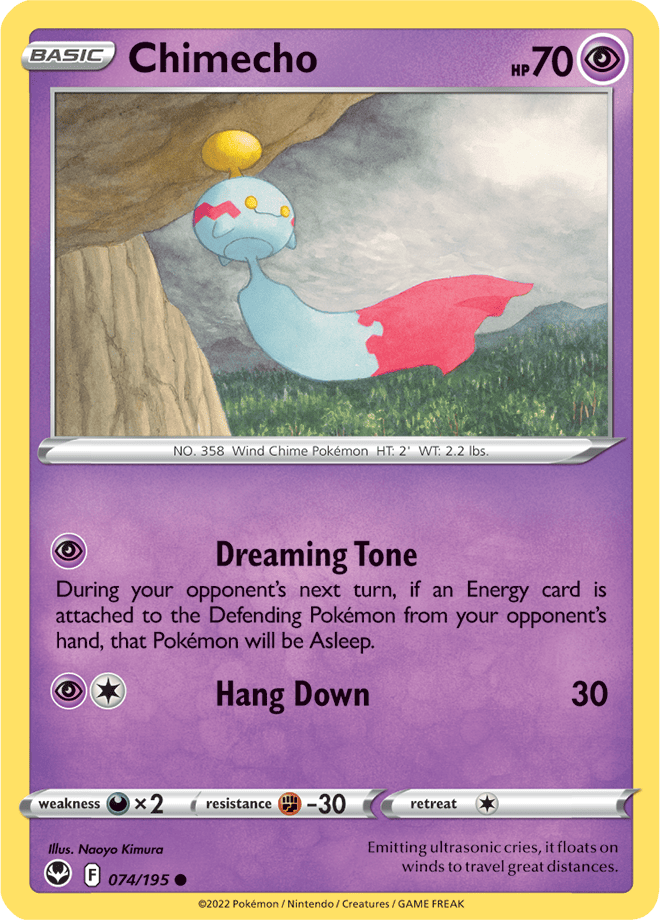 BASIC Chimecho HP 70
NO. 358 Wind Chime Pokémon HT: 2' WT: 2.2 lbs.
Dreaming Tone
During your opponent's next turn, if an Energy card is
attached to the Defending Pokémon from your opponent's
hand, that Pokémon will be Asleep.
Hang Down 30
weakness ×2 resistance -30 retreat
Illus. Naoyo Kimura
F 074/195
Emitting ultrasonic cries, it floats on
winds to travel great distances.
©2022 Pokémon / Nintendo / Creatures / GAME FREAK